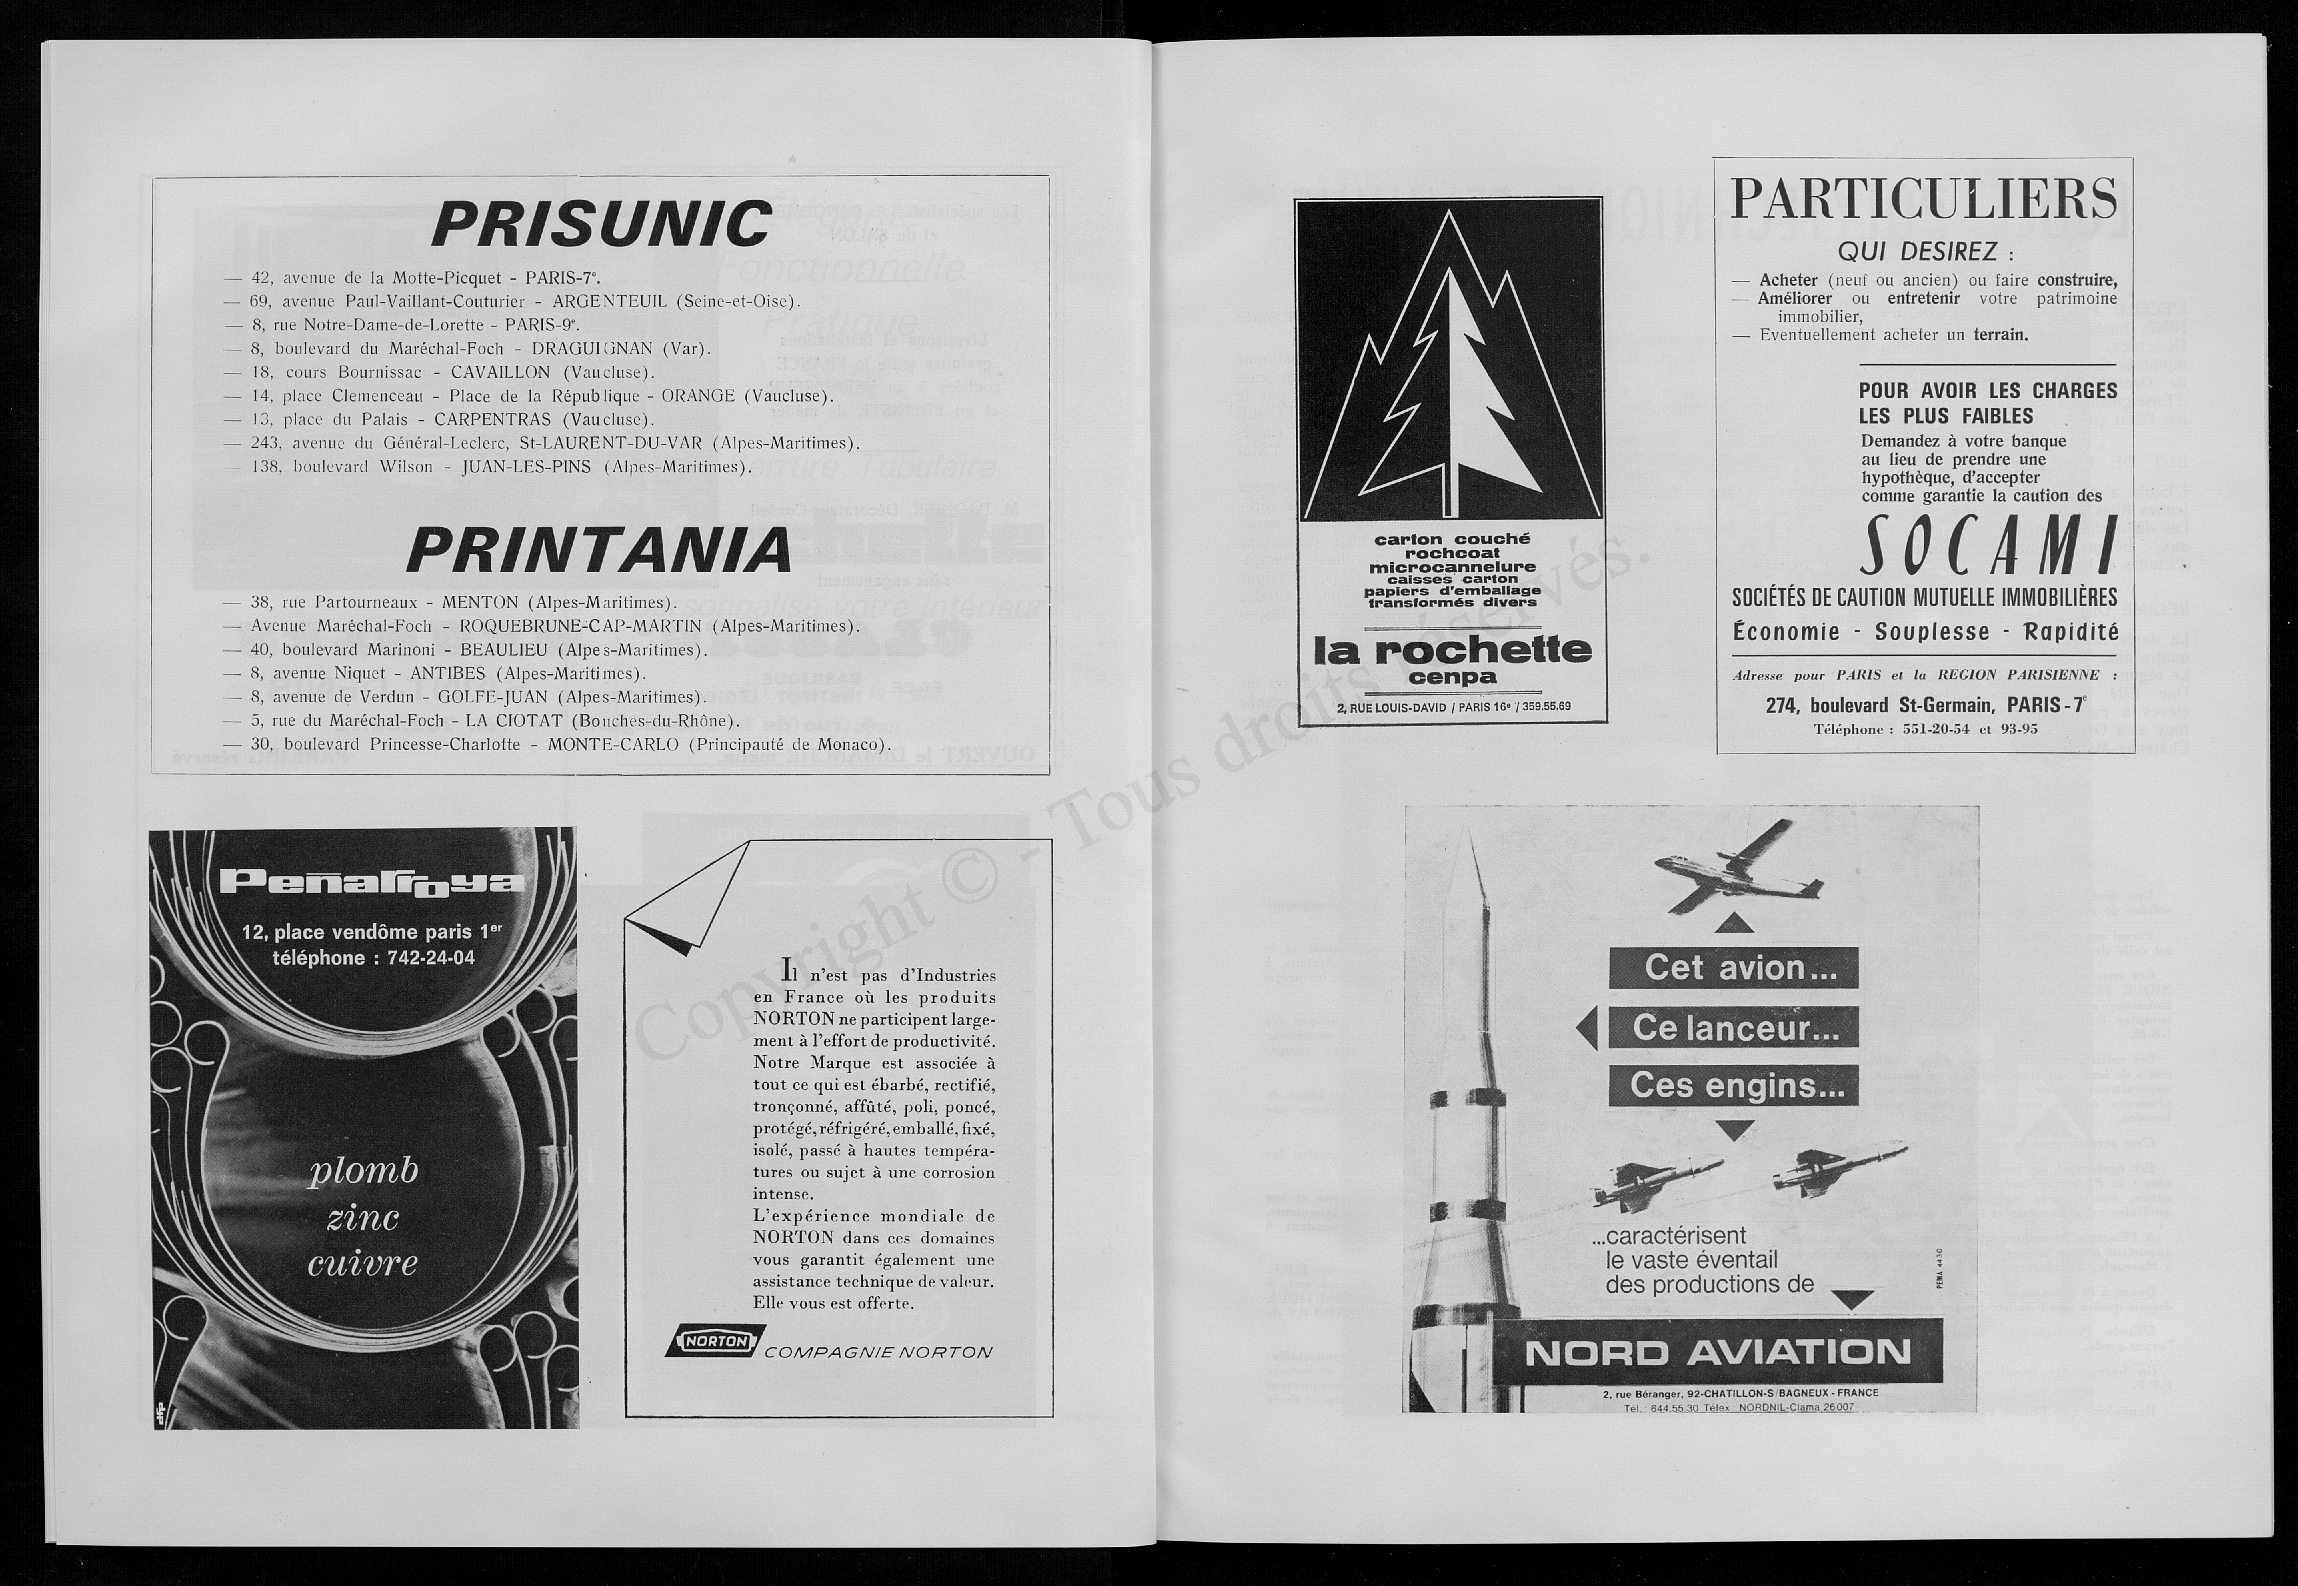 PRISUNIC
— 42, avenue de la Motte-Picquet - PARIS-7e.
— 69, avenue Paul-Vaillant-Couturier - ARGENTEUIL (Seine-et-Oise).
— 8, rue Notre-Dame-de-Lorette - PARIS-9e.
— 8, boulevard du Maréchal-Foch - DRAGUIGNAN (Var).
— 18, cours Bournissac - CAVAILLON (Vaucluse).
— 14, place Clemenceau - Place de la République - ORANGE (Vaucluse).
— 13, place du Palais - CARPENTRAS (Vaucluse).
— 243, avenue du Général-Leclerc, St-LAURENT-DU-VAR (Alpes-Maritimes).
— 138, boulevard Wilson - JUAN-LES-PINS (Alpes-Maritimes).
PRINTANIA
— 38, rue Partourneaux - MENTON (Alpes-Maritimes).
— Avenue Maréchal-Foch - ROQUEBRUNE-CAP-MARTIN (Alpes-Maritimes).
— 40, boulevard Marinoni - BEAULIEU (Alpes-Maritimes).
— 8, avenue Niquet - ANTIBES (Alpes-Maritimes).
— 8, avenue de Verdun - GOLFE-JUAN (Alpes-Maritimes).
— 5, rue du Maréchal-Foch - LA CIOTAT (Bouches-du-Rhône).
— 30, boulevard Princesse-Charlotte - MONTE-CARLO (Principauté de Monaco).
Peñarroya
12, place vendôme paris 1er
téléphone : 742-24-04
plomb
zinc
cuivre
dfp
Il n'est pas d'Industries
en France où les produits
NORTON ne participent large-
ment à l'effort de productivité.
Notre Marque est associée à
tout ce qui est ébarbé, rectifié,
tronçonné, affûté, poli, poncé,
protégé, réfrigéré, emballé, fixé,
isolé, passé à hautes tempéra-
tures ou sujet à une corrosion
intense.
L'expérience mondiale de
NORTON dans ces domaines
vous garantit également une
assistance technique de valeur.
Elle vous est offerte.
NORTON COMPAGNIE NORTON
carton couché
rochcoat
microcannelure
caisses carton
papiers d'emballage
transformés divers
la rochette
cenpa
2, RUE LOUIS-DAVID / PARIS 16e / 359.55.69
PARTICULIERS
QUI DESIREZ :
— Acheter (neuf ou ancien) ou faire construire,
— Améliorer ou entretenir votre patrimoine
immobilier,
— Eventuellement acheter un terrain.
POUR AVOIR LES CHARGES
LES PLUS FAIBLES
Demandez à votre banque
au lieu de prendre une
hypothèque, d'accepter
comme garantie la caution des
SOCAMI
SOCIÉTÉS DE CAUTION MUTUELLE IMMOBILIÈRES
Économie - Souplesse - Rapidité
Adresse pour PARIS et la REGION PARISIENNE :
274, boulevard St-Germain, PARIS-7e
Téléphone : 551-20-54 et 93-95
Cet avion...
Ce lanceur...
Ces engins...
...caractérisent
le vaste éventail
des productions de
PEMA 4430
NORD AVIATION
2, rue Béranger, 92-CHATILLON-S/BAGNEUX - FRANCE
Tél. : 644.55.30 Télex : NORDNIL-Clama 26007
Copyright © - Tous droits réservés.